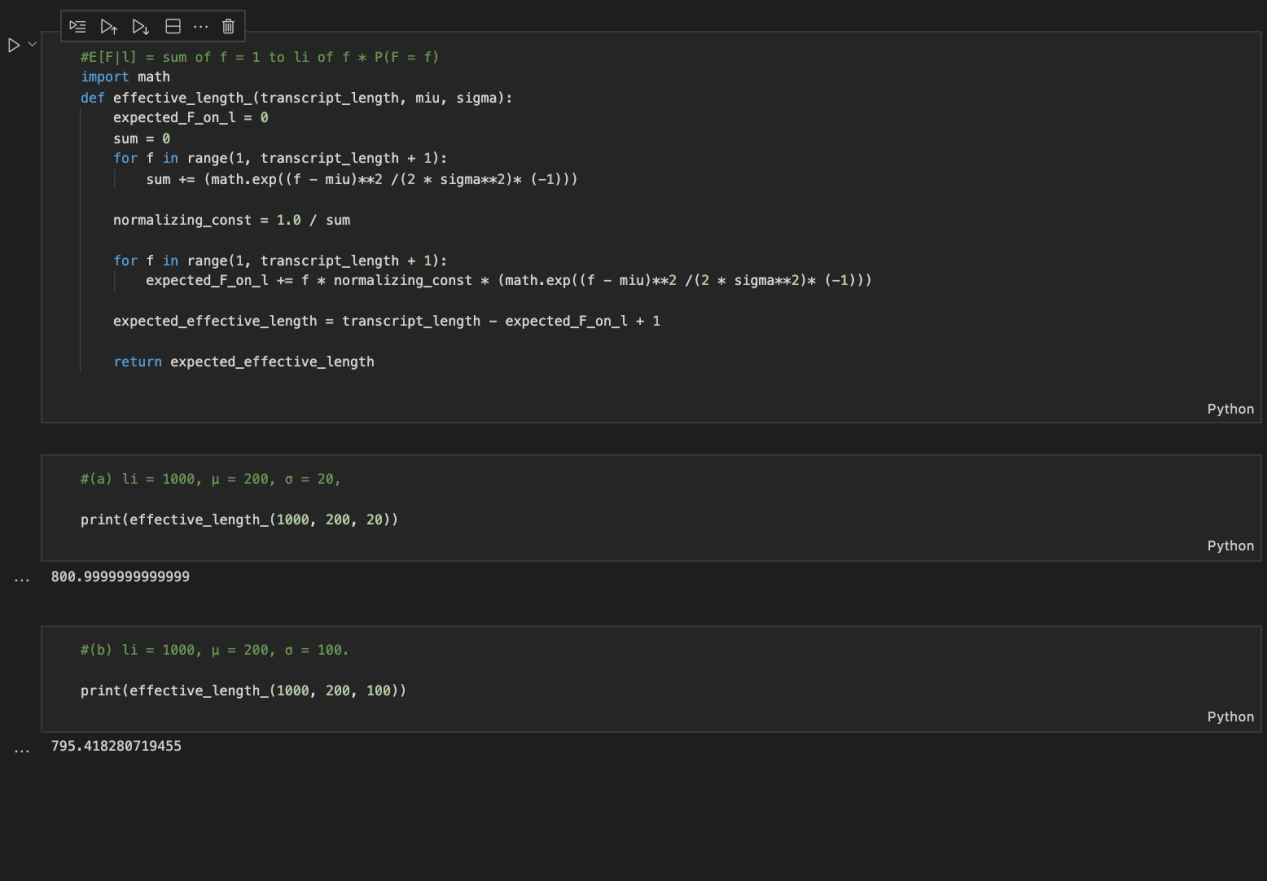 #E[F|l] = sum of f = 1 to li of f * P(F = f)
import math
def effective_length_(transcript_length, miu, sigma):
    expected_F_on_l = 0
    sum = 0
    for f in range(1, transcript_length + 1):
        sum += (math.exp((f - miu)**2 /(2 * sigma**2)* (-1)))
    normalizing_const = 1.0 / sum
    for f in range(1, transcript_length + 1):
        expected_F_on_l += f * normalizing_const * (math.exp((f - miu)**2 /(2 * sigma**2)* (-1)))
    expected_effective_length = transcript_length - expected_F_on_l + 1
    return expected_effective_length
Python
#(a) li = 1000, μ = 200, σ = 20,
print(effective_length_(1000, 200, 20))
Python
... 800.9999999999999
#(b) li = 1000, μ = 200, σ = 100.
print(effective_length_(1000, 200, 100))
Python
... 795.418280719455